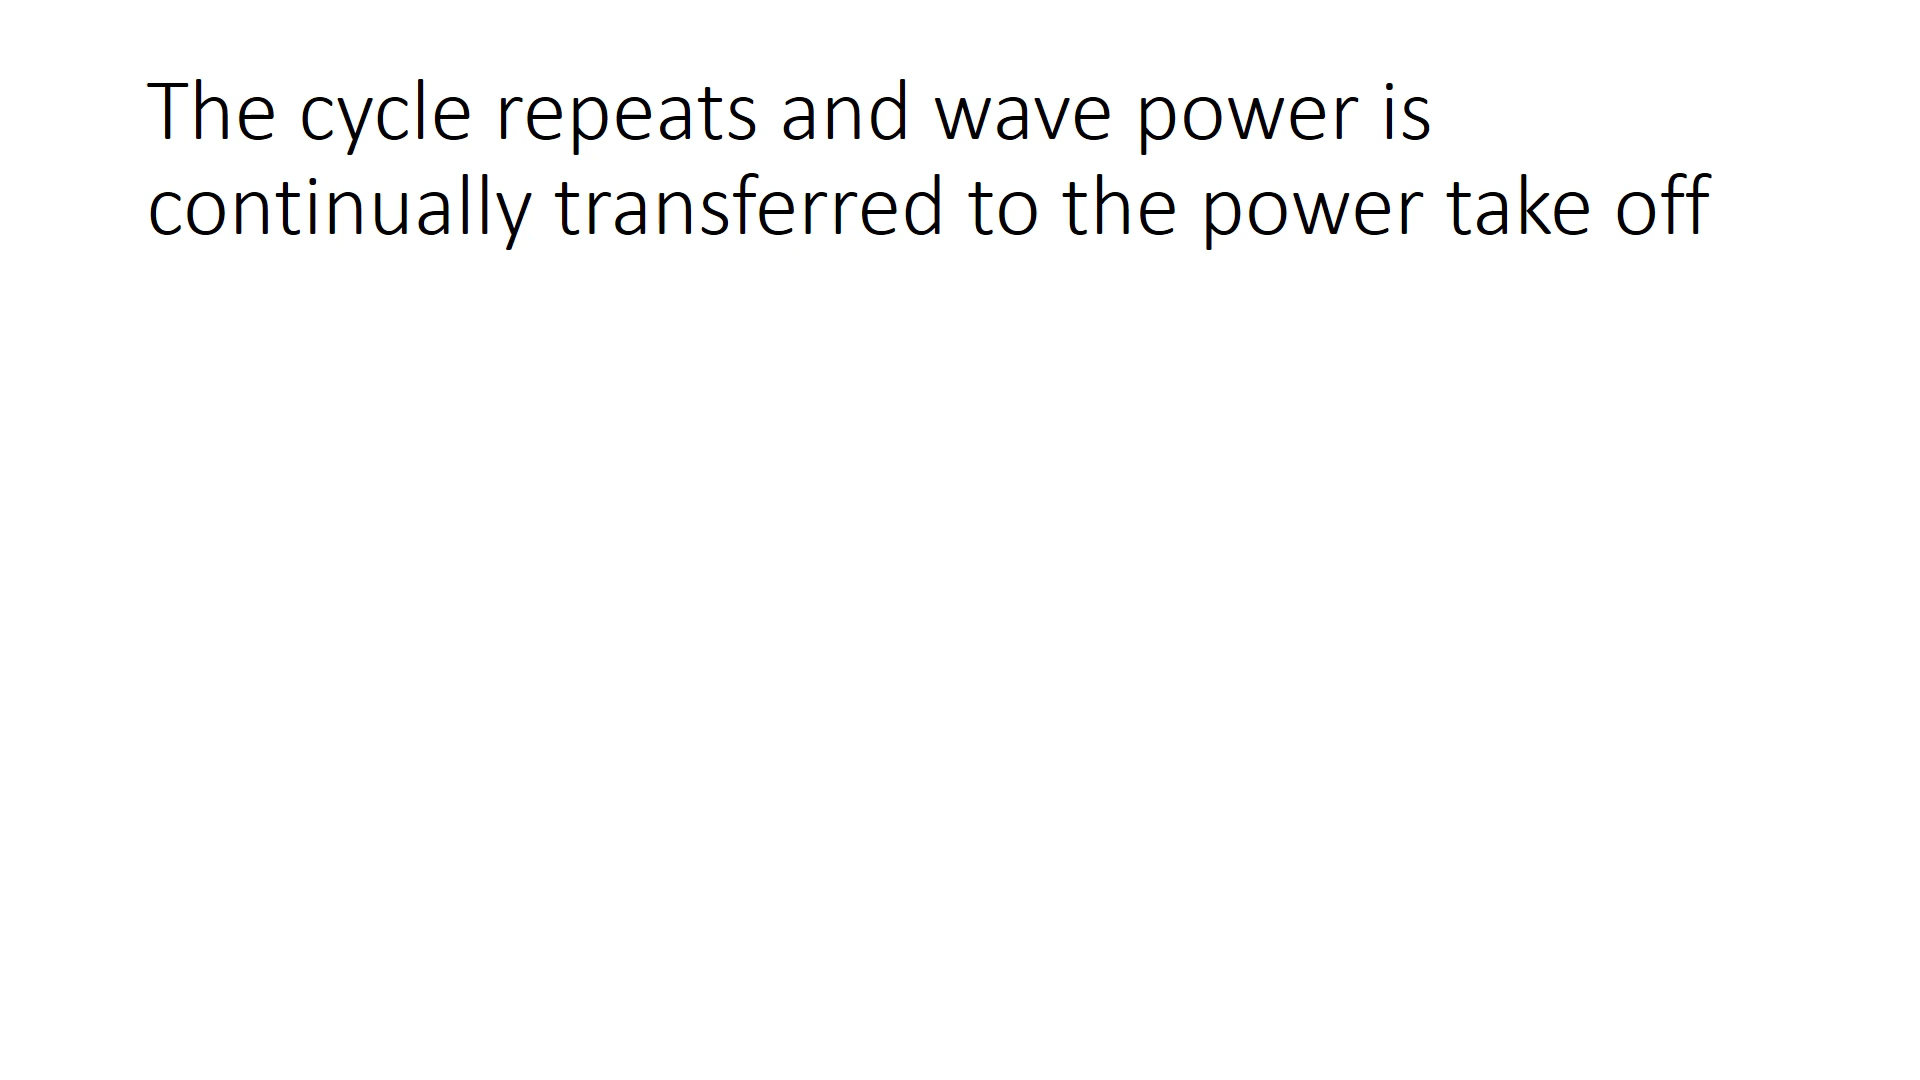 The cycle repeats and wave power is
continually transferred to the power take off